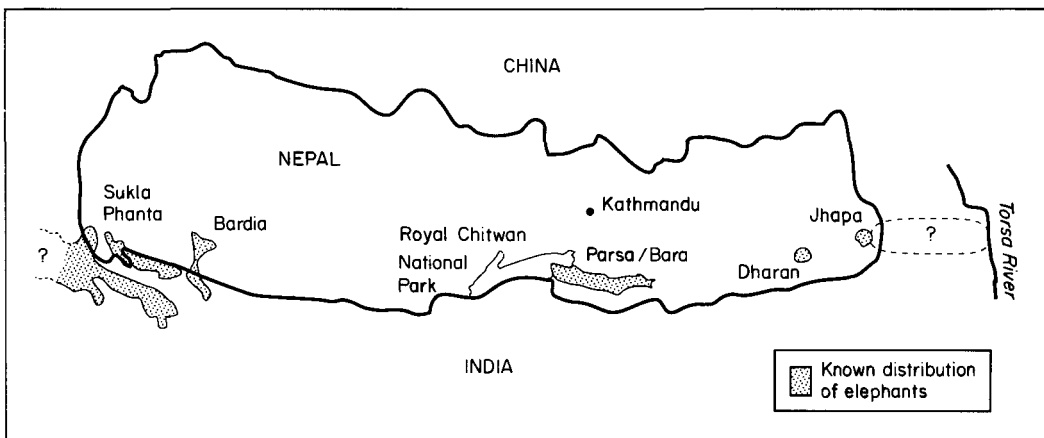 CHINA
NEPAL
Sukla
Phanta
Bardia
?
Kathmandu
Royal Chitwan
National
Park
Parsa / Bara
Jhapa
?
Dharan
Torsa River
INDIA
Known distribution
of elephants